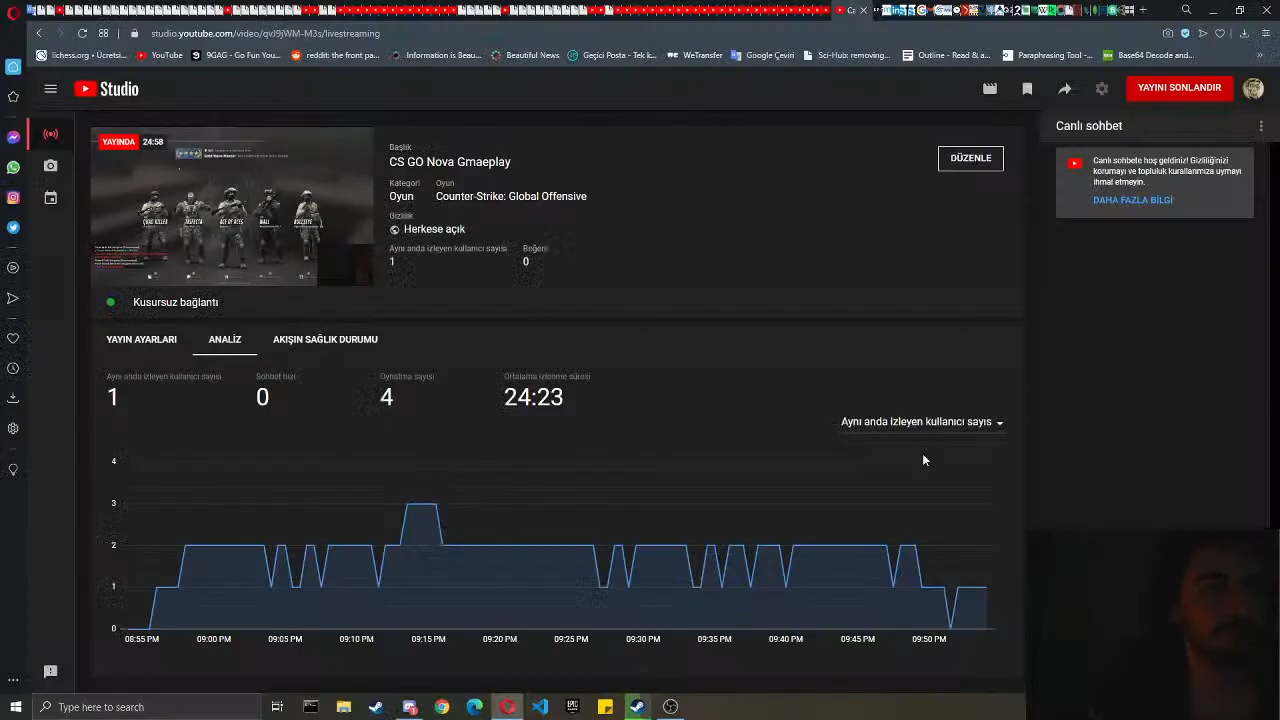 studio.youtube.com/video/qvJ9jWM-M3s/livestreaming
lichess.org • Ücretsi...
YouTube
9GAG - Go Fun You...
reddit: the front pa...
Information is beau...
Beautiful News
Geçici Posta - Tek k...
WeTransfer
Google Çeviri
Sci-Hub: removing...
Outline - Read & a...
Paraphrasing Tool -...
Base64 Decode and...
Studio
YAYINI SONLANDIR
YAYINDA 24:58
Başlık
CS GO Nova Gmaeplay
DÜZENLE
Kategori Oyun
Oyun Counter-Strike: Global Offensive
Gizlilik
Herkese açık
Aynı anda izleyen kullanıcı sayısı Beğeni
1 0
ACE OF ACES
Kusursuz bağlantı
Canlı sohbet
Canlı sohbete hoş geldiniz! Gizliliğinizi
korumayı ve topluluk kurallarımıza uymayı
ihmal etmeyin.
DAHA FAZLA BİLGİ
YAYIN AYARLARI ANALİZ AKIŞIN SAĞLIK DURUMU
Aynı anda izleyen kullanıcı sayısı Sohbet hızı Oynatma sayısı Ortalama izlenme süresi
1 0 4 24:23
Aynı anda izleyen kullanıcı sayıs
4
3
2
1
0
08:55 PM 09:00 PM 09:05 PM 09:10 PM 09:15 PM 09:20 PM 09:25 PM 09:30 PM 09:35 PM 09:40 PM 09:45 PM 09:50 PM
Type here to search